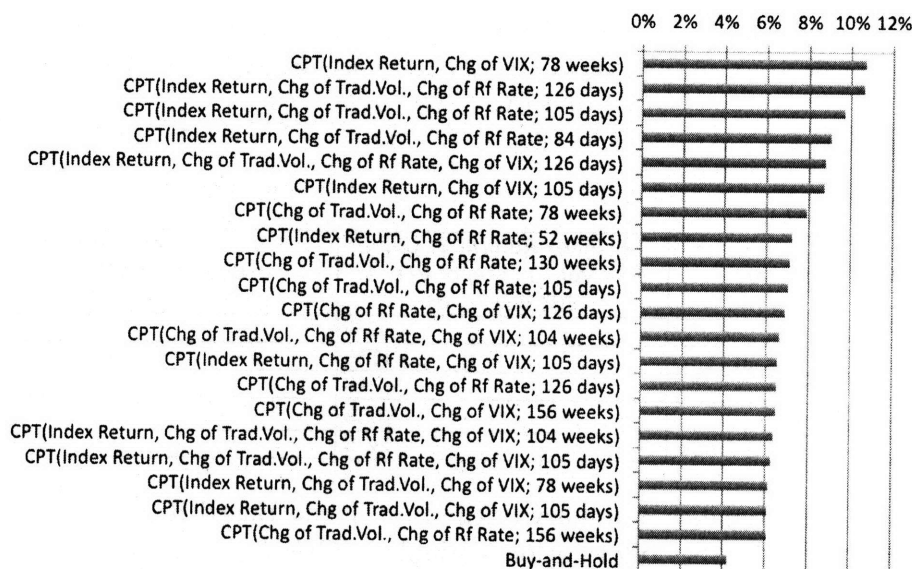 0% 2% 4% 6% 8% 10% 12%
CPT(Index Return, Chg of VIX; 78 weeks)
CPT(Index Return, Chg of Trad.Vol., Chg of Rf Rate; 126 days)
CPT(Index Return, Chg of Trad.Vol., Chg of Rf Rate; 105 days)
CPT(Index Return, Chg of Trad.Vol., Chg of Rf Rate; 84 days)
CPT(Index Return, Chg of Trad.Vol., Chg of Rf Rate, Chg of VIX; 126 days)
CPT(Index Return, Chg of VIX; 105 days)
CPT(Chg of Trad.Vol., Chg of Rf Rate; 78 weeks)
CPT(Index Return, Chg of Rf Rate; 52 weeks)
CPT(Chg of Trad.Vol., Chg of Rf Rate; 130 weeks)
CPT(Chg of Trad.Vol., Chg of Rf Rate; 105 days)
CPT(Chg of Rf Rate, Chg of VIX; 126 days)
CPT(Chg of Trad.Vol., Chg of Rf Rate, Chg of VIX; 104 weeks)
CPT(Index Return, Chg of Rf Rate, Chg of VIX; 105 days)
CPT(Chg of Trad.Vol., Chg of Rf Rate; 126 days)
CPT(Chg of Trad.Vol., Chg of VIX; 156 weeks)
CPT(Index Return, Chg of Trad.Vol., Chg of Rf Rate, Chg of VIX; 104 weeks)
CPT(Index Return, Chg of Trad.Vol., Chg of Rf Rate, Chg of VIX; 105 days)
CPT(Index Return, Chg of Trad.Vol., Chg of VIX; 78 weeks)
CPT(Index Return, Chg of Trad.Vol., Chg of VIX; 105 days)
CPT(Chg of Trad.Vol., Chg of Rf Rate; 156 weeks)
Buy-and-Hold